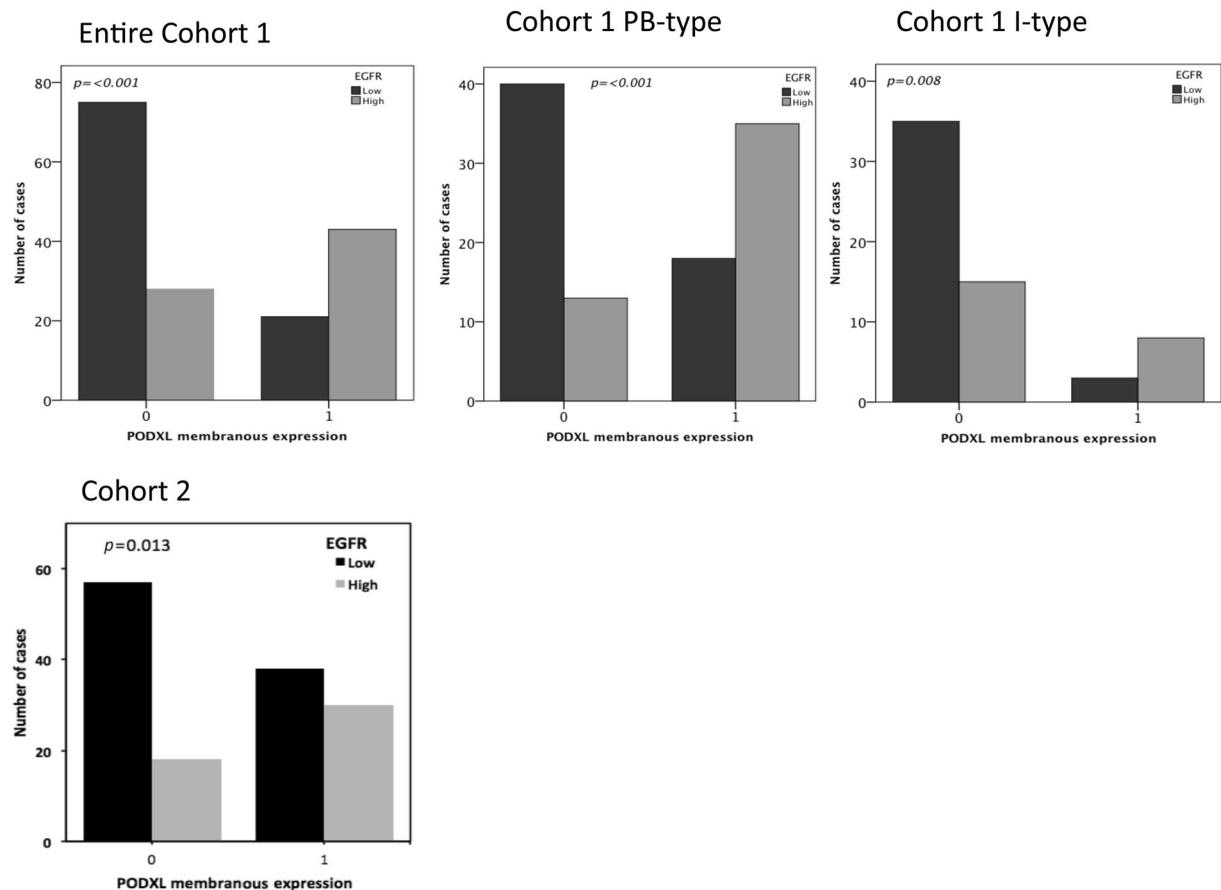 Entire Cohort 1
p=<0.001
EGFR
Low
High
80
60
40
20
0
Number of cases
0
1
PODXL membranous expression
Cohort 1 PB-type
p=<0.001
EGFR
Low
High
40
30
20
10
0
Number of cases
0
1
PODXL membranous expression
Cohort 1 I-type
p=0.008
EGFR
Low
High
40
30
20
10
0
Number of cases
0
1
PODXL membranous expression
Cohort 2
p=0.013
EGFR
Low
High
60
40
20
0
Number of cases
0
1
PODXL membranous expression